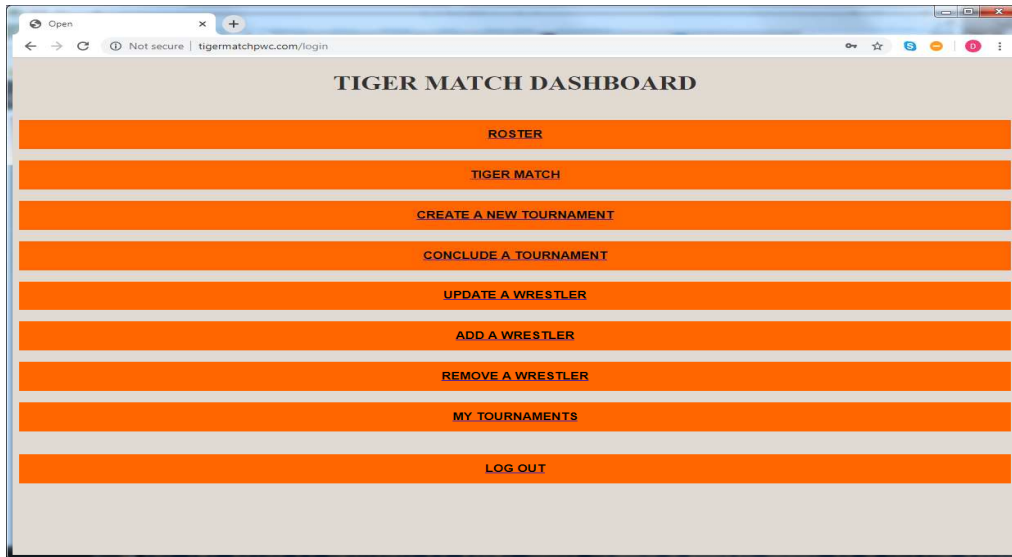 Open
Not secure | tigermatchpwc.com/login
S
D
TIGER MATCH DASHBOARD
ROSTER
TIGER MATCH
CREATE A NEW TOURNAMENT
CONCLUDE A TOURNAMENT
UPDATE A WRESTLER
ADD A WRESTLER
REMOVE A WRESTLER
MY TOURNAMENTS
LOG OUT